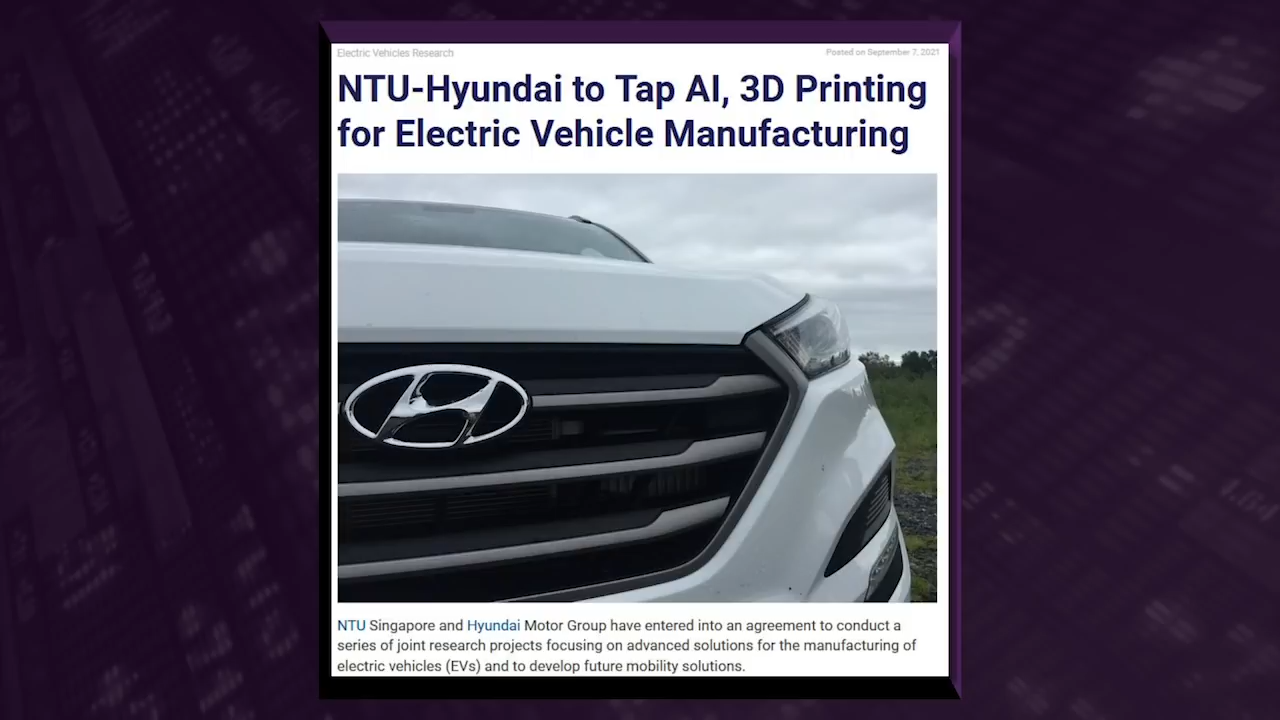 Electric Vehicles Research
Posted on September 7, 2021
NTU-Hyundai to Tap AI, 3D Printing
for Electric Vehicle Manufacturing
NTU Singapore and Hyundai Motor Group have entered into an agreement to conduct a
series of joint research projects focusing on advanced solutions for the manufacturing of
electric vehicles (EVs) and to develop future mobility solutions.